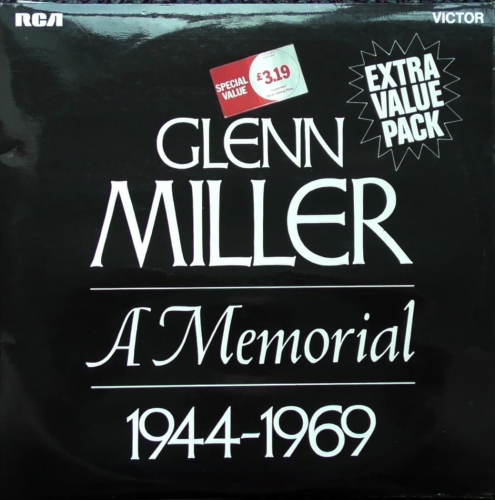 RCA
VICTOR
SPECIAL
VALUE
£3.19
EXTRA
VALUE
PACK
GLENN
MILLER
A Memorial
1944-1969